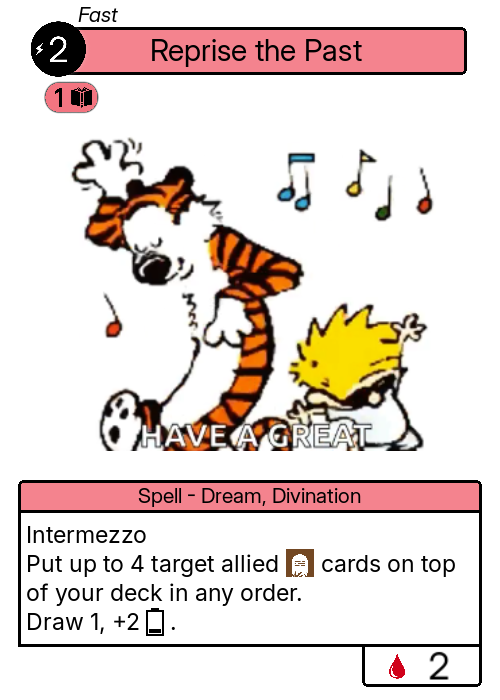 Fast
2
Reprise the Past
1
HAVE A GREAT
Spell - Dream, Divination
Intermezzo
Put up to 4 target allied cards on top
of your deck in any order.
Draw 1, +2 .
2